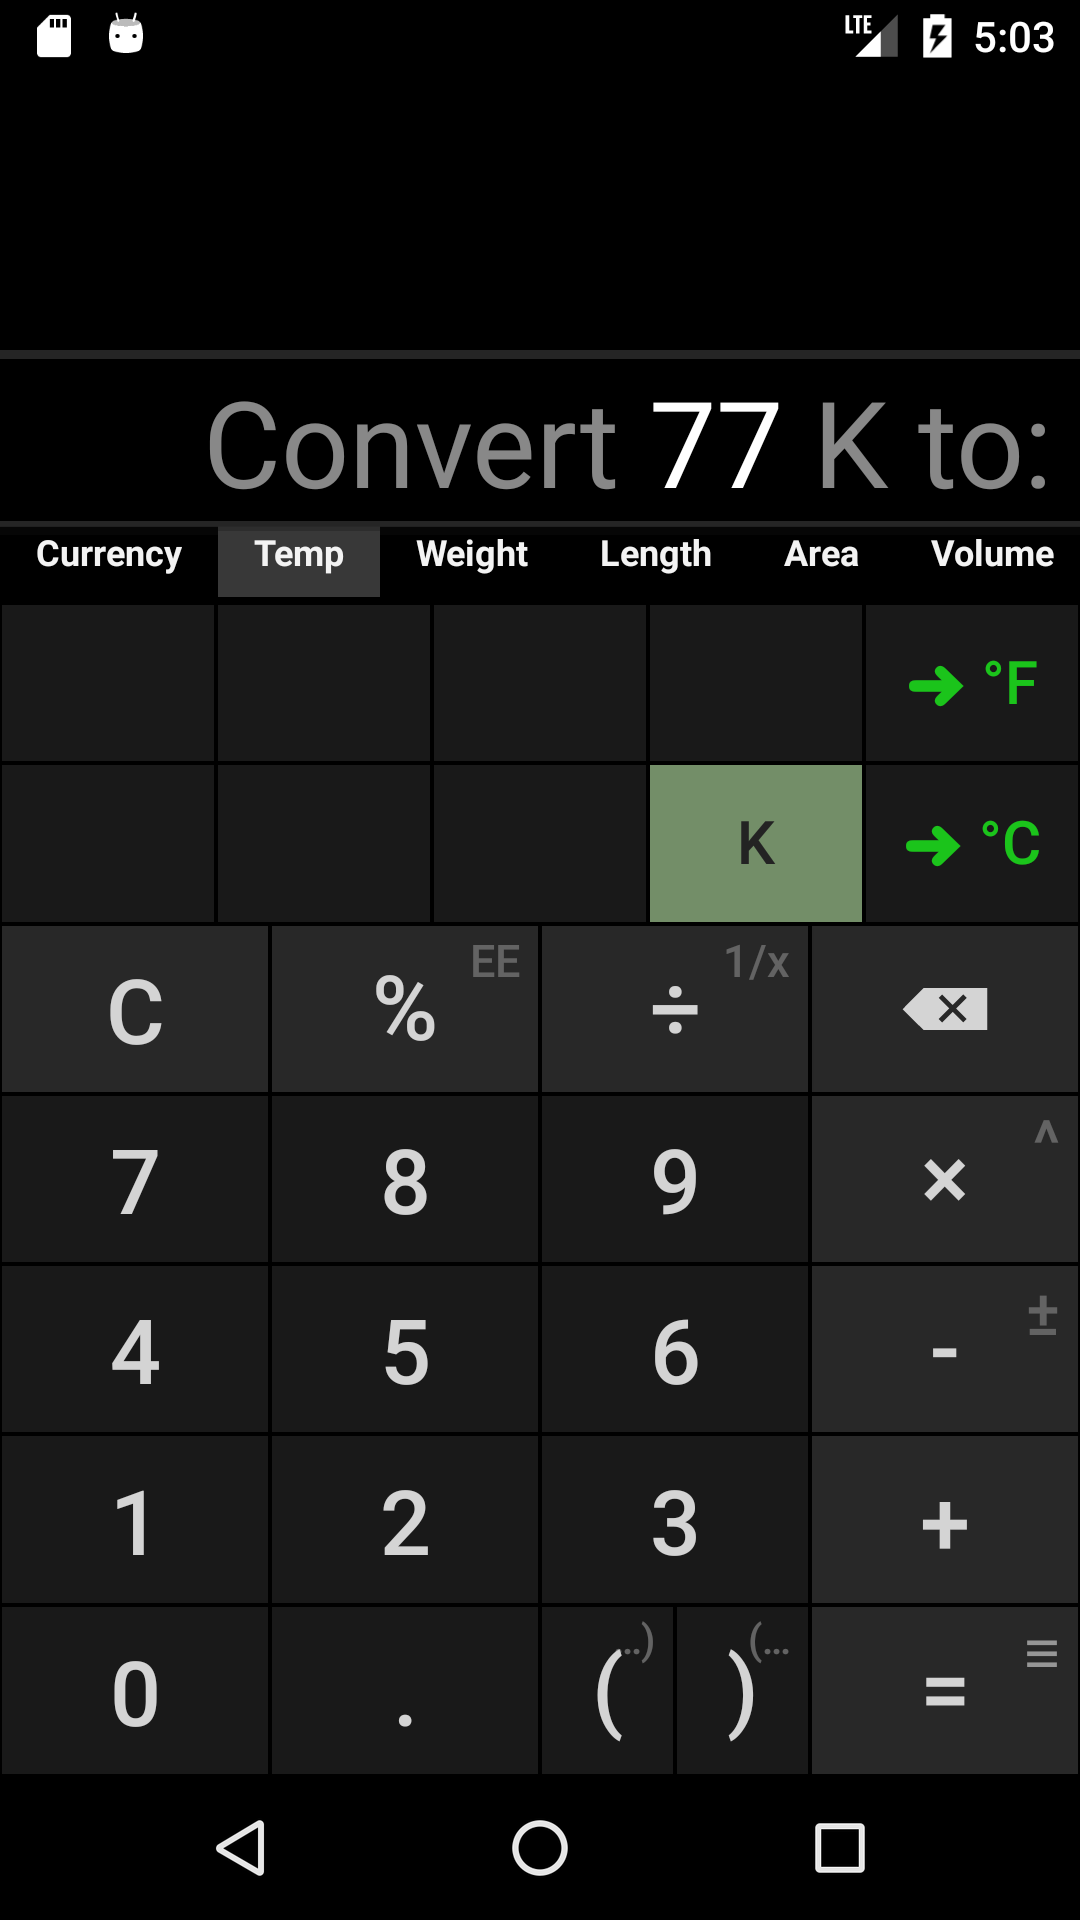 LTE 5:03
Convert 77 K to:
Currency Temp Weight Length Area Volume
➔ °F
K ➔ °C
C % EE ÷ 1/x
7 8 9 × ^
4 5 6 - ±
1 2 3 +
0 . ( ..) ) (... =